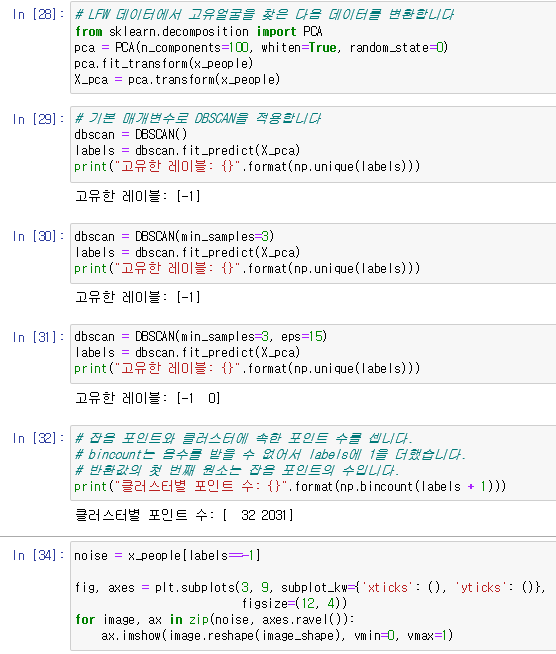 In [28]: # LFW 데이터에서 고유얼굴을 찾은 다음 데이터를 변환합니다
from sklearn.decomposition import PCA
pca = PCA(n_components=100, whiten=True, random_state=0)
pca.fit_transform(x_people)
X_pca = pca.transform(x_people)
In [29]: # 기본 매개변수로 DBSCAN을 적용합니다
dbscan = DBSCAN()
labels = dbscan.fit_predict(X_pca)
print("고유한 레이블: {}".format(np.unique(labels)))
고유한 레이블: [-1]
In [30]: dbscan = DBSCAN(min_samples=3)
labels = dbscan.fit_predict(X_pca)
print("고유한 레이블: {}".format(np.unique(labels)))
고유한 레이블: [-1]
In [31]: dbscan = DBSCAN(min_samples=3, eps=15)
labels = dbscan.fit_predict(X_pca)
print("고유한 레이블: {}".format(np.unique(labels)))
고유한 레이블: [-1  0]
In [32]: # 잡음 포인트와 클러스터에 속한 포인트 수를 셉니다.
# bincount는 음수를 받을 수 없어서 labels에 1을 더했습니다.
# 반환값의 첫 번째 원소는 잡음 포인트의 수입니다.
print("클러스터별 포인트 수: {}".format(np.bincount(labels + 1)))
클러스터별 포인트 수: [  32 2031]
In [34]: noise = x_people[labels==-1]
fig, axes = plt.subplots(3, 9, subplot_kw={'xticks': (), 'yticks': ()},
figsize=(12, 4))
for image, ax in zip(noise, axes.ravel()):
ax.imshow(image.reshape(image_shape), vmin=0, vmax=1)